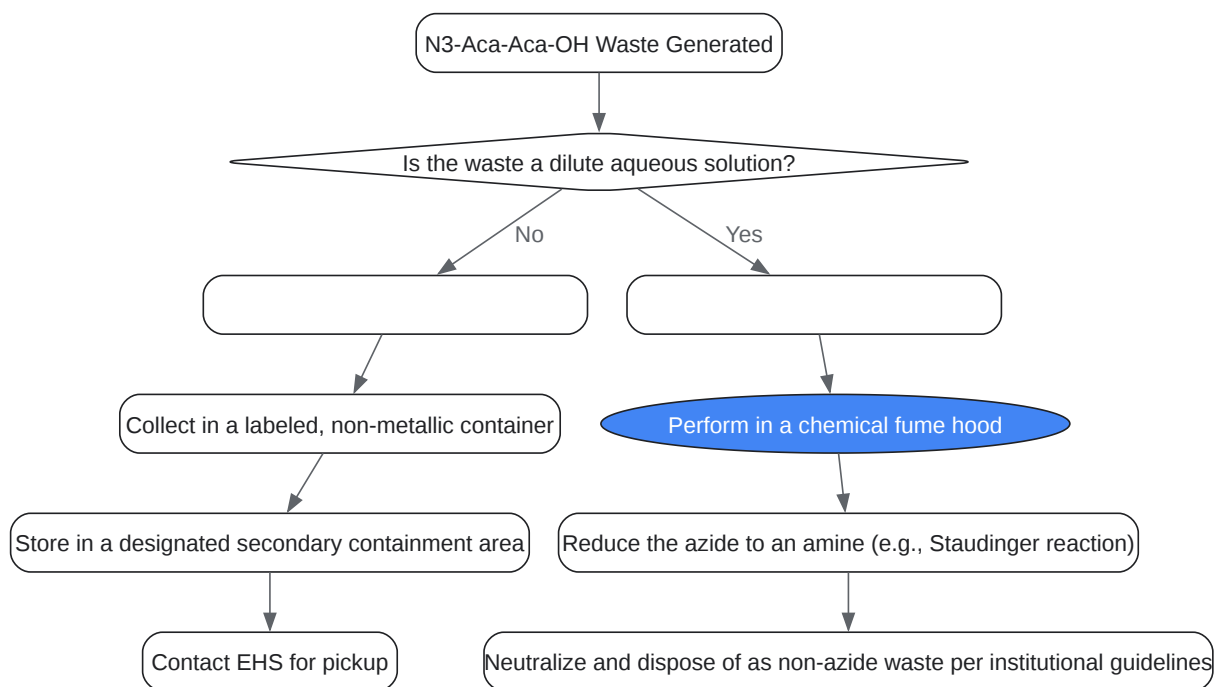 N3-Aca-Aca-OH Waste Generated
Is the waste a dilute aqueous solution?
No
Yes
Collect in a labeled, non-metallic container
Perform in a chemical fume hood
Store in a designated secondary containment area
Reduce the azide to an amine (e.g., Staudinger reaction)
Contact EHS for pickup
Neutralize and dispose of as non-azide waste per institutional guidelines